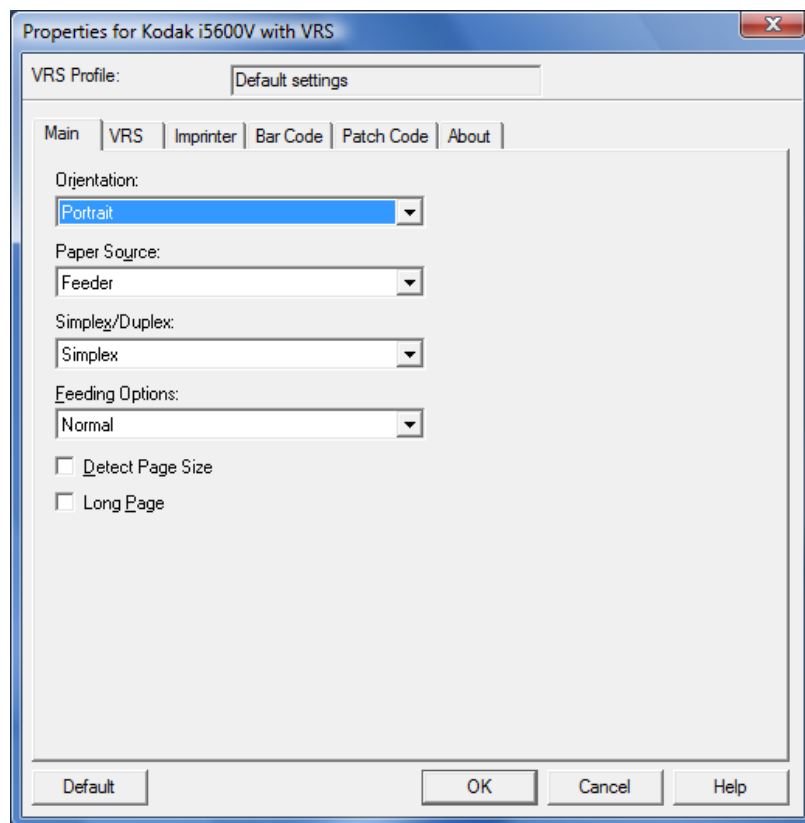 Properties for Kodak i5600V with VRS
VRS Profile: Default settings
Main VRS Imprinter Bar Code Patch Code About
Orientation:
Portrait
Paper Source:
Feeder
Simplex/Duplex:
Simplex
Feeding Options:
Normal
Detect Page Size
Long Page
Default OK Cancel Help